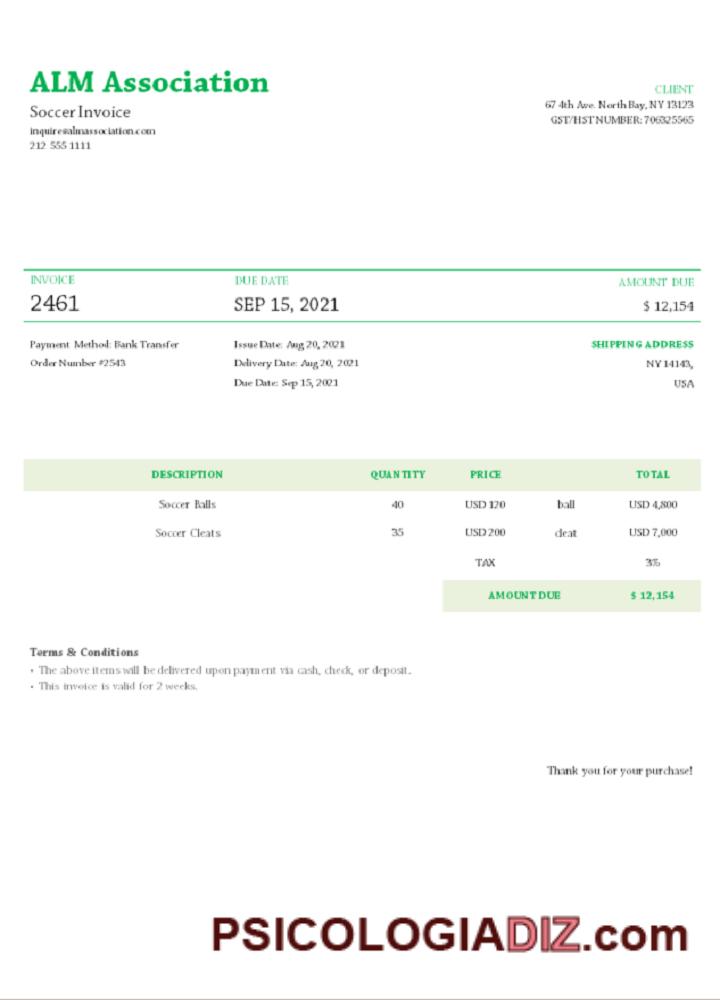 ALM Association
Soccer Invoice
inquire@almassociation.com
212 555 1111
CLIENT
67 4th Ave. North Bay, NY 13123
GST/HST NUMBER: 706325565
INVOICE
2461
DUE DATE
SEP 15, 2021
AMOUNT DUE
$ 12,154
Payment Method: Bank Transfer
Order Number #2543
Issue Date: Aug 20, 2021
Delivery Date: Aug 20, 2021
Due Date: Sep 15, 2021
SHIPPING ADDRESS
NY 14143,
USA
DESCRIPTION QUANTITY PRICE TOTAL
Soccer Balls 40 USD 120 ball USD 4,800
Soccer Cleats 35 USD 200 cleat USD 7,000
TAX 3%
AMOUNT DUE $ 12,154
Terms & Conditions
• The above items will be delivered upon payment via cash, check, or deposit.
• This invoice is valid for 2 weeks.
Thank you for your purchase!
PSICOLOGIADIZ.com